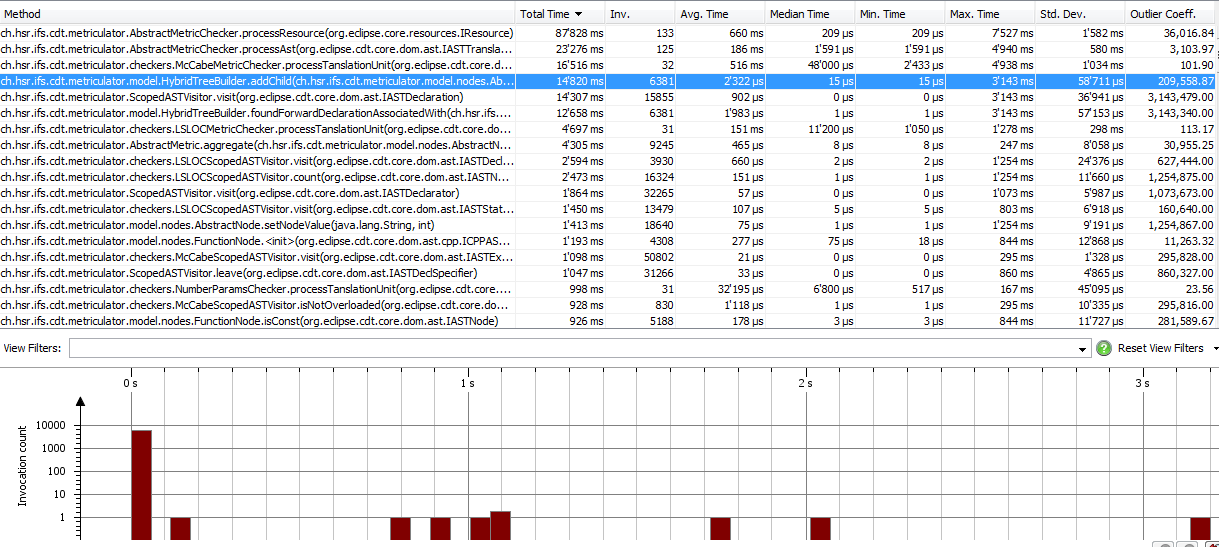 Method Total Time Inv. Avg. Time Median Time Min. Time Max. Time Std. Dev. Outlier Coeff.
ch.hsr.ifs.cdt.metriculator.AbstractMetricChecker.processResource(org.eclipse.core.resources.IResource) 87'828 ms 133 660 ms 209 µs 209 µs 7'527 ms 1'582 ms 36,016.84
ch.hsr.ifs.cdt.metriculator.AbstractMetricChecker.processAst(org.eclipse.cdt.core.dom.ast.IASTTransla... 23'276 ms 125 186 ms 1'591 µs 1'591 µs 4'940 ms 580 ms 3,103.97
ch.hsr.ifs.cdt.metriculator.checkers.McCabeMetricChecker.processTranslationUnit(org.eclipse.cdt.core.d... 16'516 ms 32 516 ms 48'000 µs 2'433 µs 4'938 ms 1'034 ms 101.90
ch.hsr.ifs.cdt.metriculator.model.HybridTreeBuilder.addChild(ch.hsr.ifs.cdt.metriculator.model.nodes.Ab... 14'820 ms 6381 2'322 µs 15 µs 15 µs 3'143 ms 58'711 µs 209,558.87
ch.hsr.ifs.cdt.metriculator.ScopedASTVisitor.visit(org.eclipse.cdt.core.dom.ast.IASTDeclaration) 14'307 ms 15855 902 µs 0 µs 0 µs 3'143 ms 36'941 µs 3,143,479.00
ch.hsr.ifs.cdt.metriculator.model.HybridTreeBuilder.foundForwardDeclarationAssociatedWith(ch.hsr.ifs.... 12'658 ms 6381 1'983 µs 1 µs 1 µs 3'143 ms 57'153 µs 3,143,340.00
ch.hsr.ifs.cdt.metriculator.checkers.LSLOCMetricChecker.processTranslationUnit(org.eclipse.cdt.core.do... 4'697 ms 31 151 ms 11'200 µs 1'050 µs 1'278 ms 298 ms 113.17
ch.hsr.ifs.cdt.metriculator.model.AbstractMetric.aggregate(ch.hsr.ifs.cdt.metriculator.model.nodes.AbstractN... 4'305 ms 9245 465 µs 8 µs 8 µs 247 ms 8'058 µs 30,955.25
ch.hsr.ifs.cdt.metriculator.checkers.LSLOCScopedASTVisitor.visit(org.eclipse.cdt.core.dom.ast.IASTDecl... 2'594 ms 3930 660 µs 2 µs 2 µs 1'254 ms 24'376 µs 627,444.00
ch.hsr.ifs.cdt.metriculator.checkers.LSLOCScopedASTVisitor.count(org.eclipse.cdt.core.dom.ast.IASTN... 2'473 ms 16324 151 µs 1 µs 1 µs 1'254 ms 11'660 µs 1,254,875.00
ch.hsr.ifs.cdt.metriculator.ScopedASTVisitor.visit(org.eclipse.cdt.core.dom.ast.IASTDeclarator) 1'864 ms 32265 57 µs 0 µs 0 µs 1'073 ms 5'987 µs 1,073,673.00
ch.hsr.ifs.cdt.metriculator.checkers.LSLOCScopedASTVisitor.visit(org.eclipse.cdt.core.dom.ast.IASTStat... 1'450 ms 13479 107 µs 5 µs 5 µs 803 ms 6'918 µs 160,640.00
ch.hsr.ifs.cdt.metriculator.model.nodes.AbstractNode.setNodeValue(java.lang.String, int) 1'413 ms 18640 75 µs 1 µs 1 µs 1'254 ms 9'191 µs 1,254,867.00
ch.hsr.ifs.cdt.metriculator.model.nodes.FunctionNode.<init>(org.eclipse.cdt.core.dom.ast.cpp.ICPPAS... 1'193 ms 4308 277 µs 75 µs 18 µs 844 ms 12'868 µs 11,263.32
ch.hsr.ifs.cdt.metriculator.checkers.McCabeScopedASTVisitor.visit(org.eclipse.cdt.core.dom.ast.IASTEx... 1'098 ms 50802 21 µs 0 µs 0 µs 295 ms 1'328 µs 295,828.00
ch.hsr.ifs.cdt.metriculator.ScopedASTVisitor.leave(org.eclipse.cdt.core.dom.ast.IASTDeclSpecifier) 1'047 ms 31266 33 µs 0 µs 0 µs 860 ms 4'865 µs 860,327.00
ch.hsr.ifs.cdt.metriculator.checkers.NumberParamsChecker.processTranslationUnit(org.eclipse.cdt.core.... 998 ms 31 32'195 µs 6'800 µs 517 µs 167 ms 45'095 µs 23.56
ch.hsr.ifs.cdt.metriculator.checkers.McCabeScopedASTVisitor.isNotOverloaded(org.eclipse.cdt.core.do... 928 ms 830 1'118 µs 1 µs 1 µs 295 ms 10'335 µs 295,816.00
ch.hsr.ifs.cdt.metriculator.model.nodes.FunctionNode.isConst(org.eclipse.cdt.core.dom.ast.IASTNode) 926 ms 5188 178 µs 3 µs 3 µs 844 ms 11'727 µs 281,589.67
View Filters: ? Reset View Filters
0 s 1 s 2 s 3 s
Invocation count
10000
1000
100
10
1